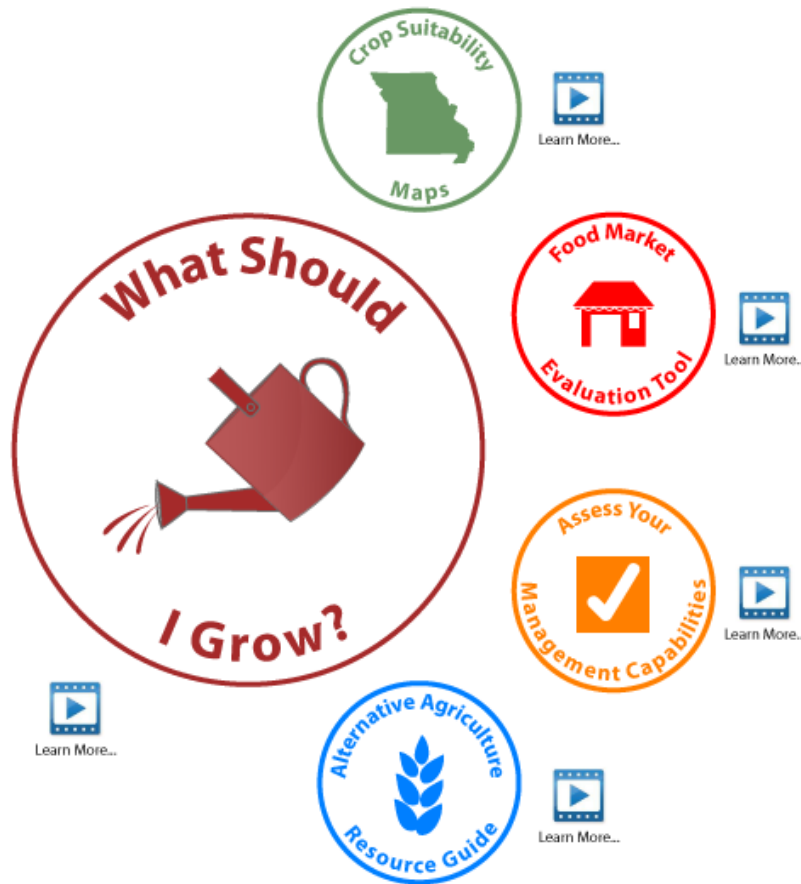 Crop Suitability
Maps
Learn More...
What Should
I Grow?
Learn More...
Food Market
Evaluation Tool
Learn More...
Assess Your
Management Capabilities
Learn More...
Alternative Agriculture
Resource Guide
Learn More...